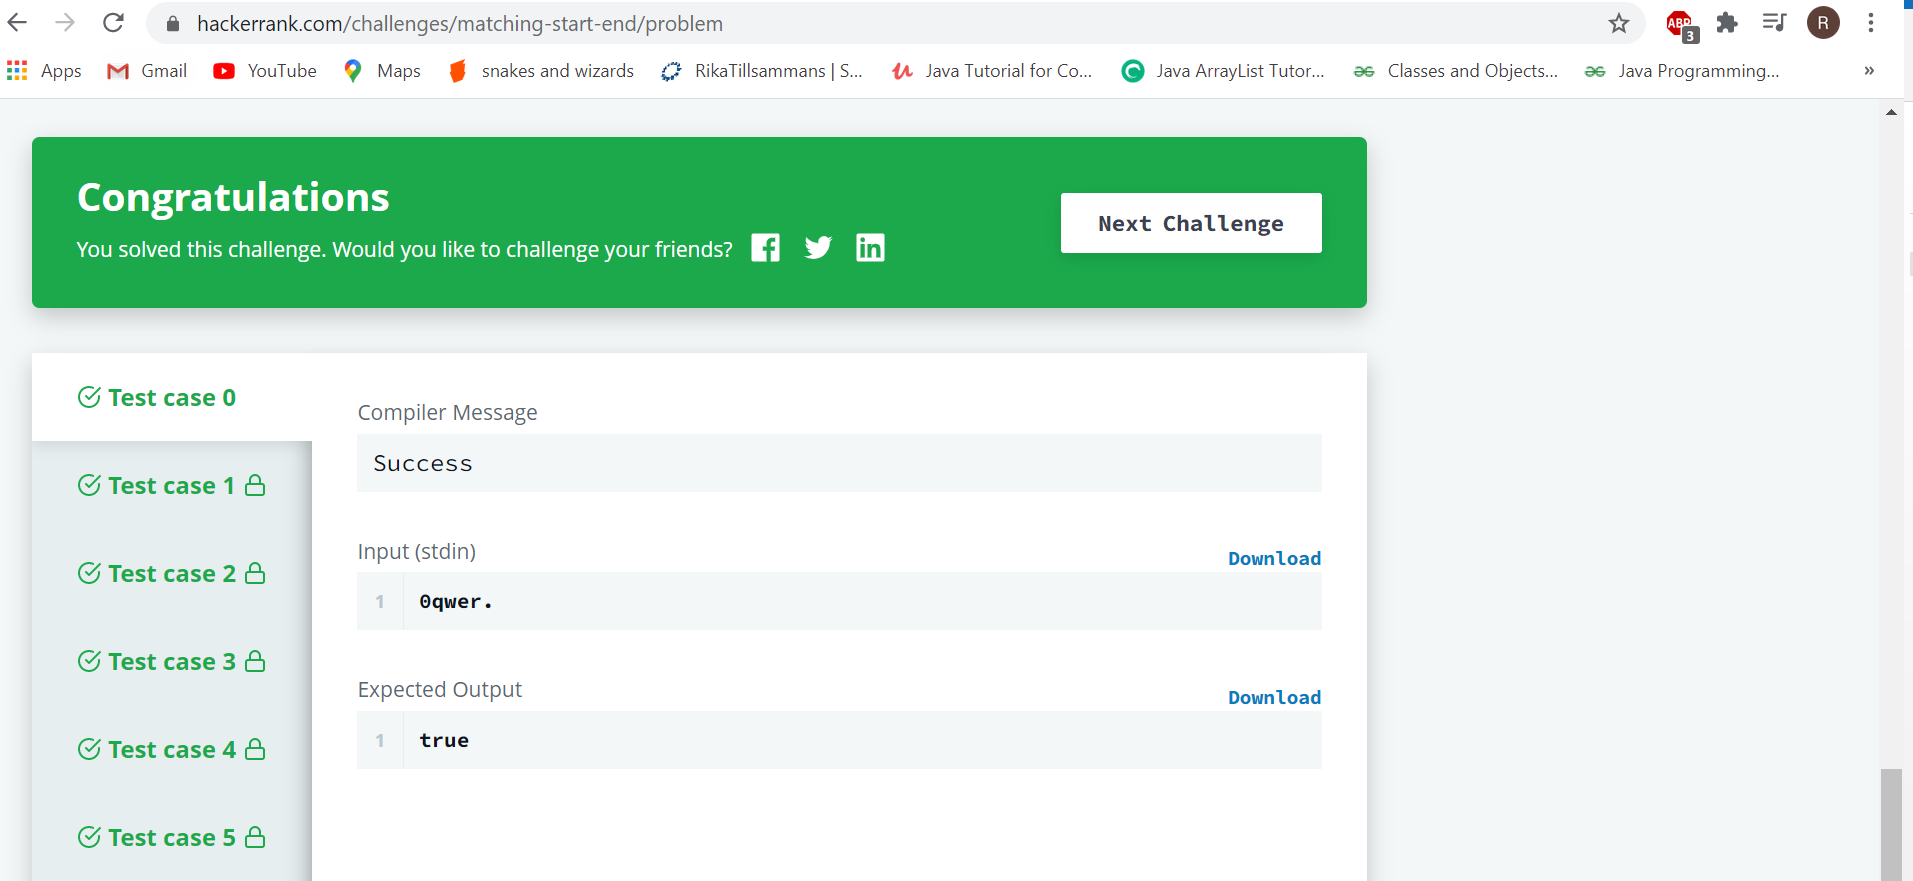 hackerrank.com/challenges/matching-start-end/problem
ABP
3
R
Apps Gmail YouTube Maps snakes and wizards RikaTillsammans | S... Java Tutorial for Co... Java ArrayList Tutor... Classes and Objects... Java Programming... »
Congratulations
You solved this challenge. Would you like to challenge your friends?
Next Challenge
Test case 0
Test case 1
Test case 2
Test case 3
Test case 4
Test case 5
Compiler Message
Success
Input (stdin)
Download
1 0qwer.
Expected Output
Download
1 true